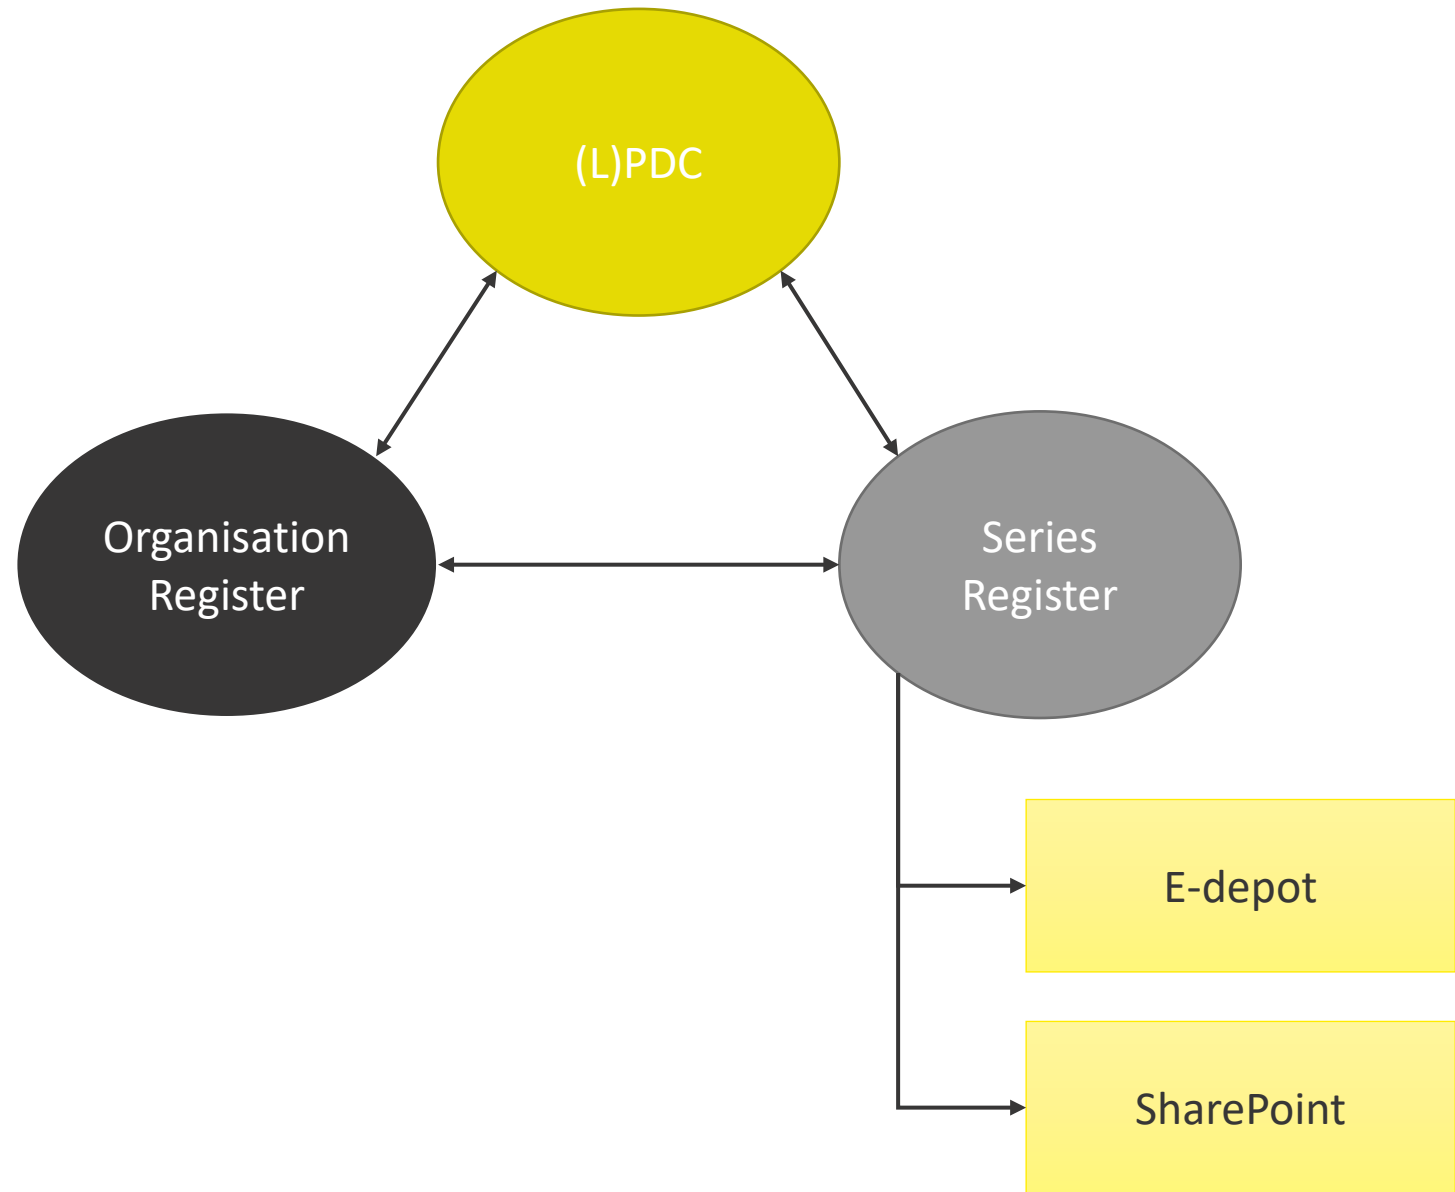 (L)PDC
Organisation
Register
Series
Register
E-depot
SharePoint